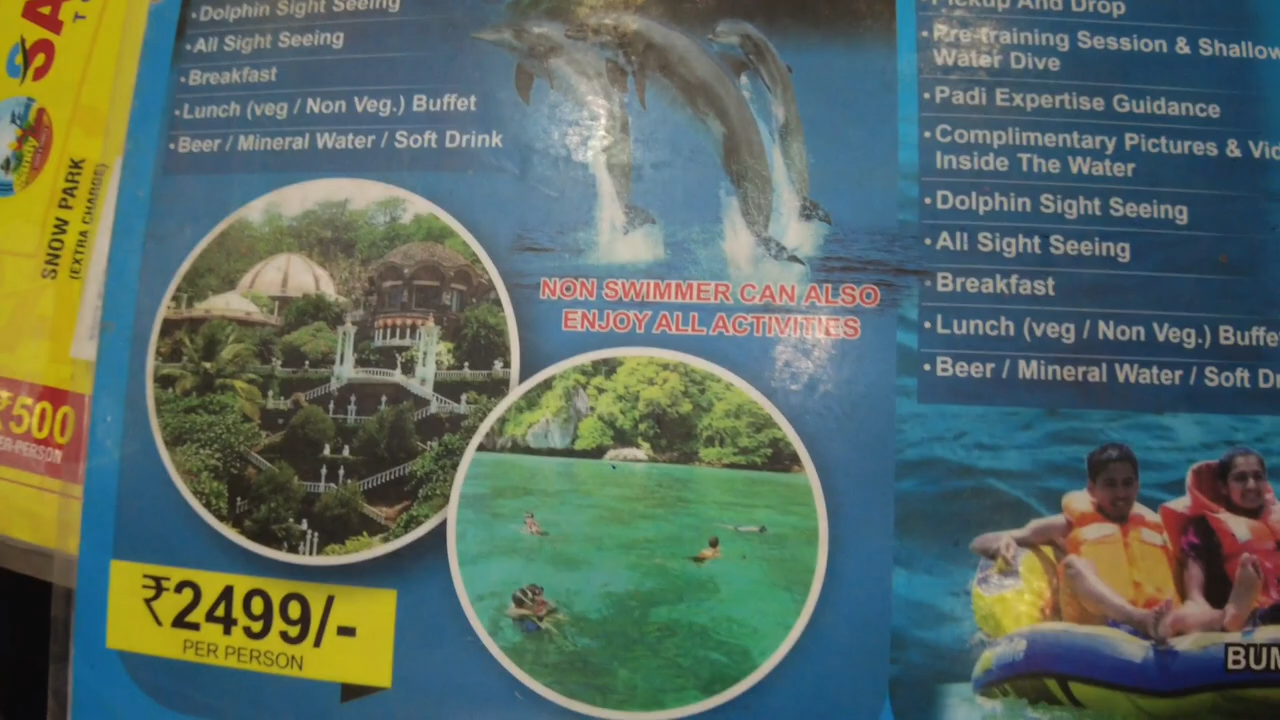 SNOW PARK
(EXTRA CHARGE)
₹500
PER PERSON
•Dolphin Sight Seeing
•All Sight Seeing
•Breakfast
•Lunch (veg / Non Veg.) Buffet
•Beer / Mineral Water / Soft Drink
NON SWIMMER CAN ALSO
ENJOY ALL ACTIVITIES
₹2499/-
PER PERSON
•Pickup And Drop
•Pre-Training Session & Shallow
Water Dive
•Padi Expertise Guidance
•Complimentary Pictures &
Inside The Water
•Dolphin Sight Seeing
•All Sight Seeing
•Breakfast
•Lunch (veg / Non Veg.) Buffe
•Beer / Mineral Water / Soft